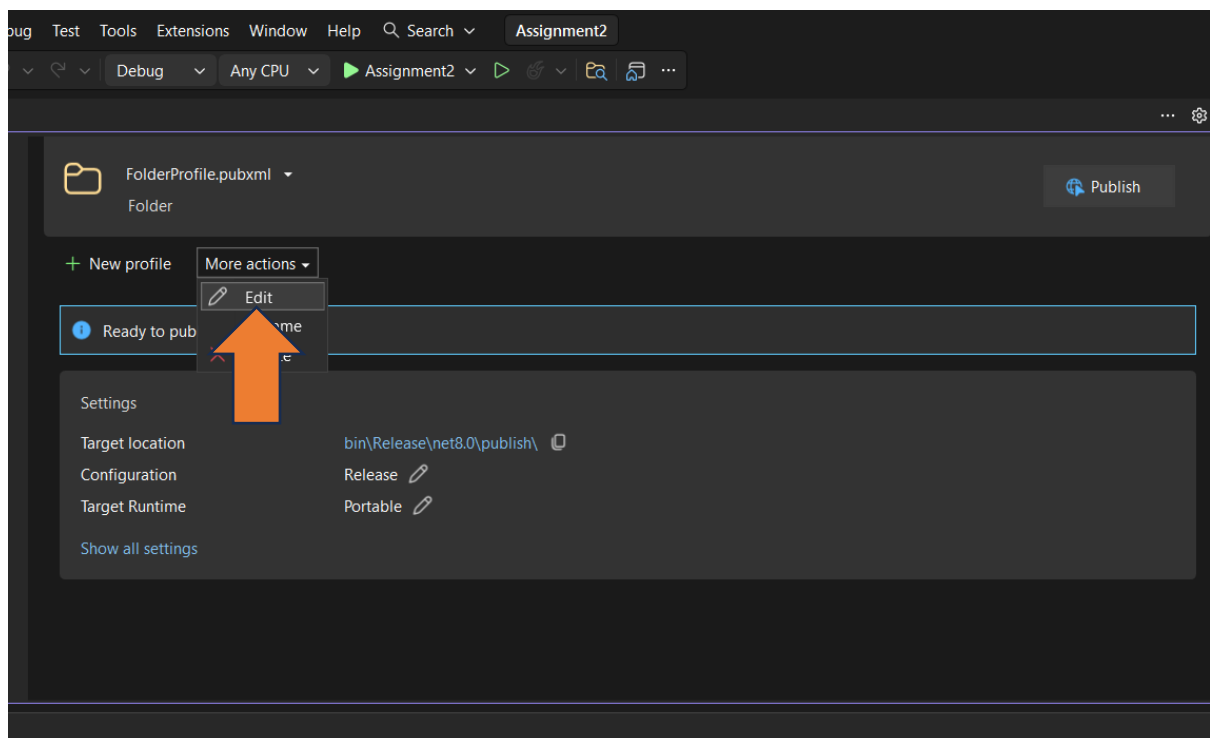 bug Test Tools Extensions Window Help Search Assignment2
Debug Any CPU Assignment2 ...
...
FolderProfile.pubxml
Publish
Folder
+ New profile More actions
Edit
Ready to pub
Settings
Target location bin\Release\net8.0\publish\
Configuration Release
Target Runtime Portable
Show all settings